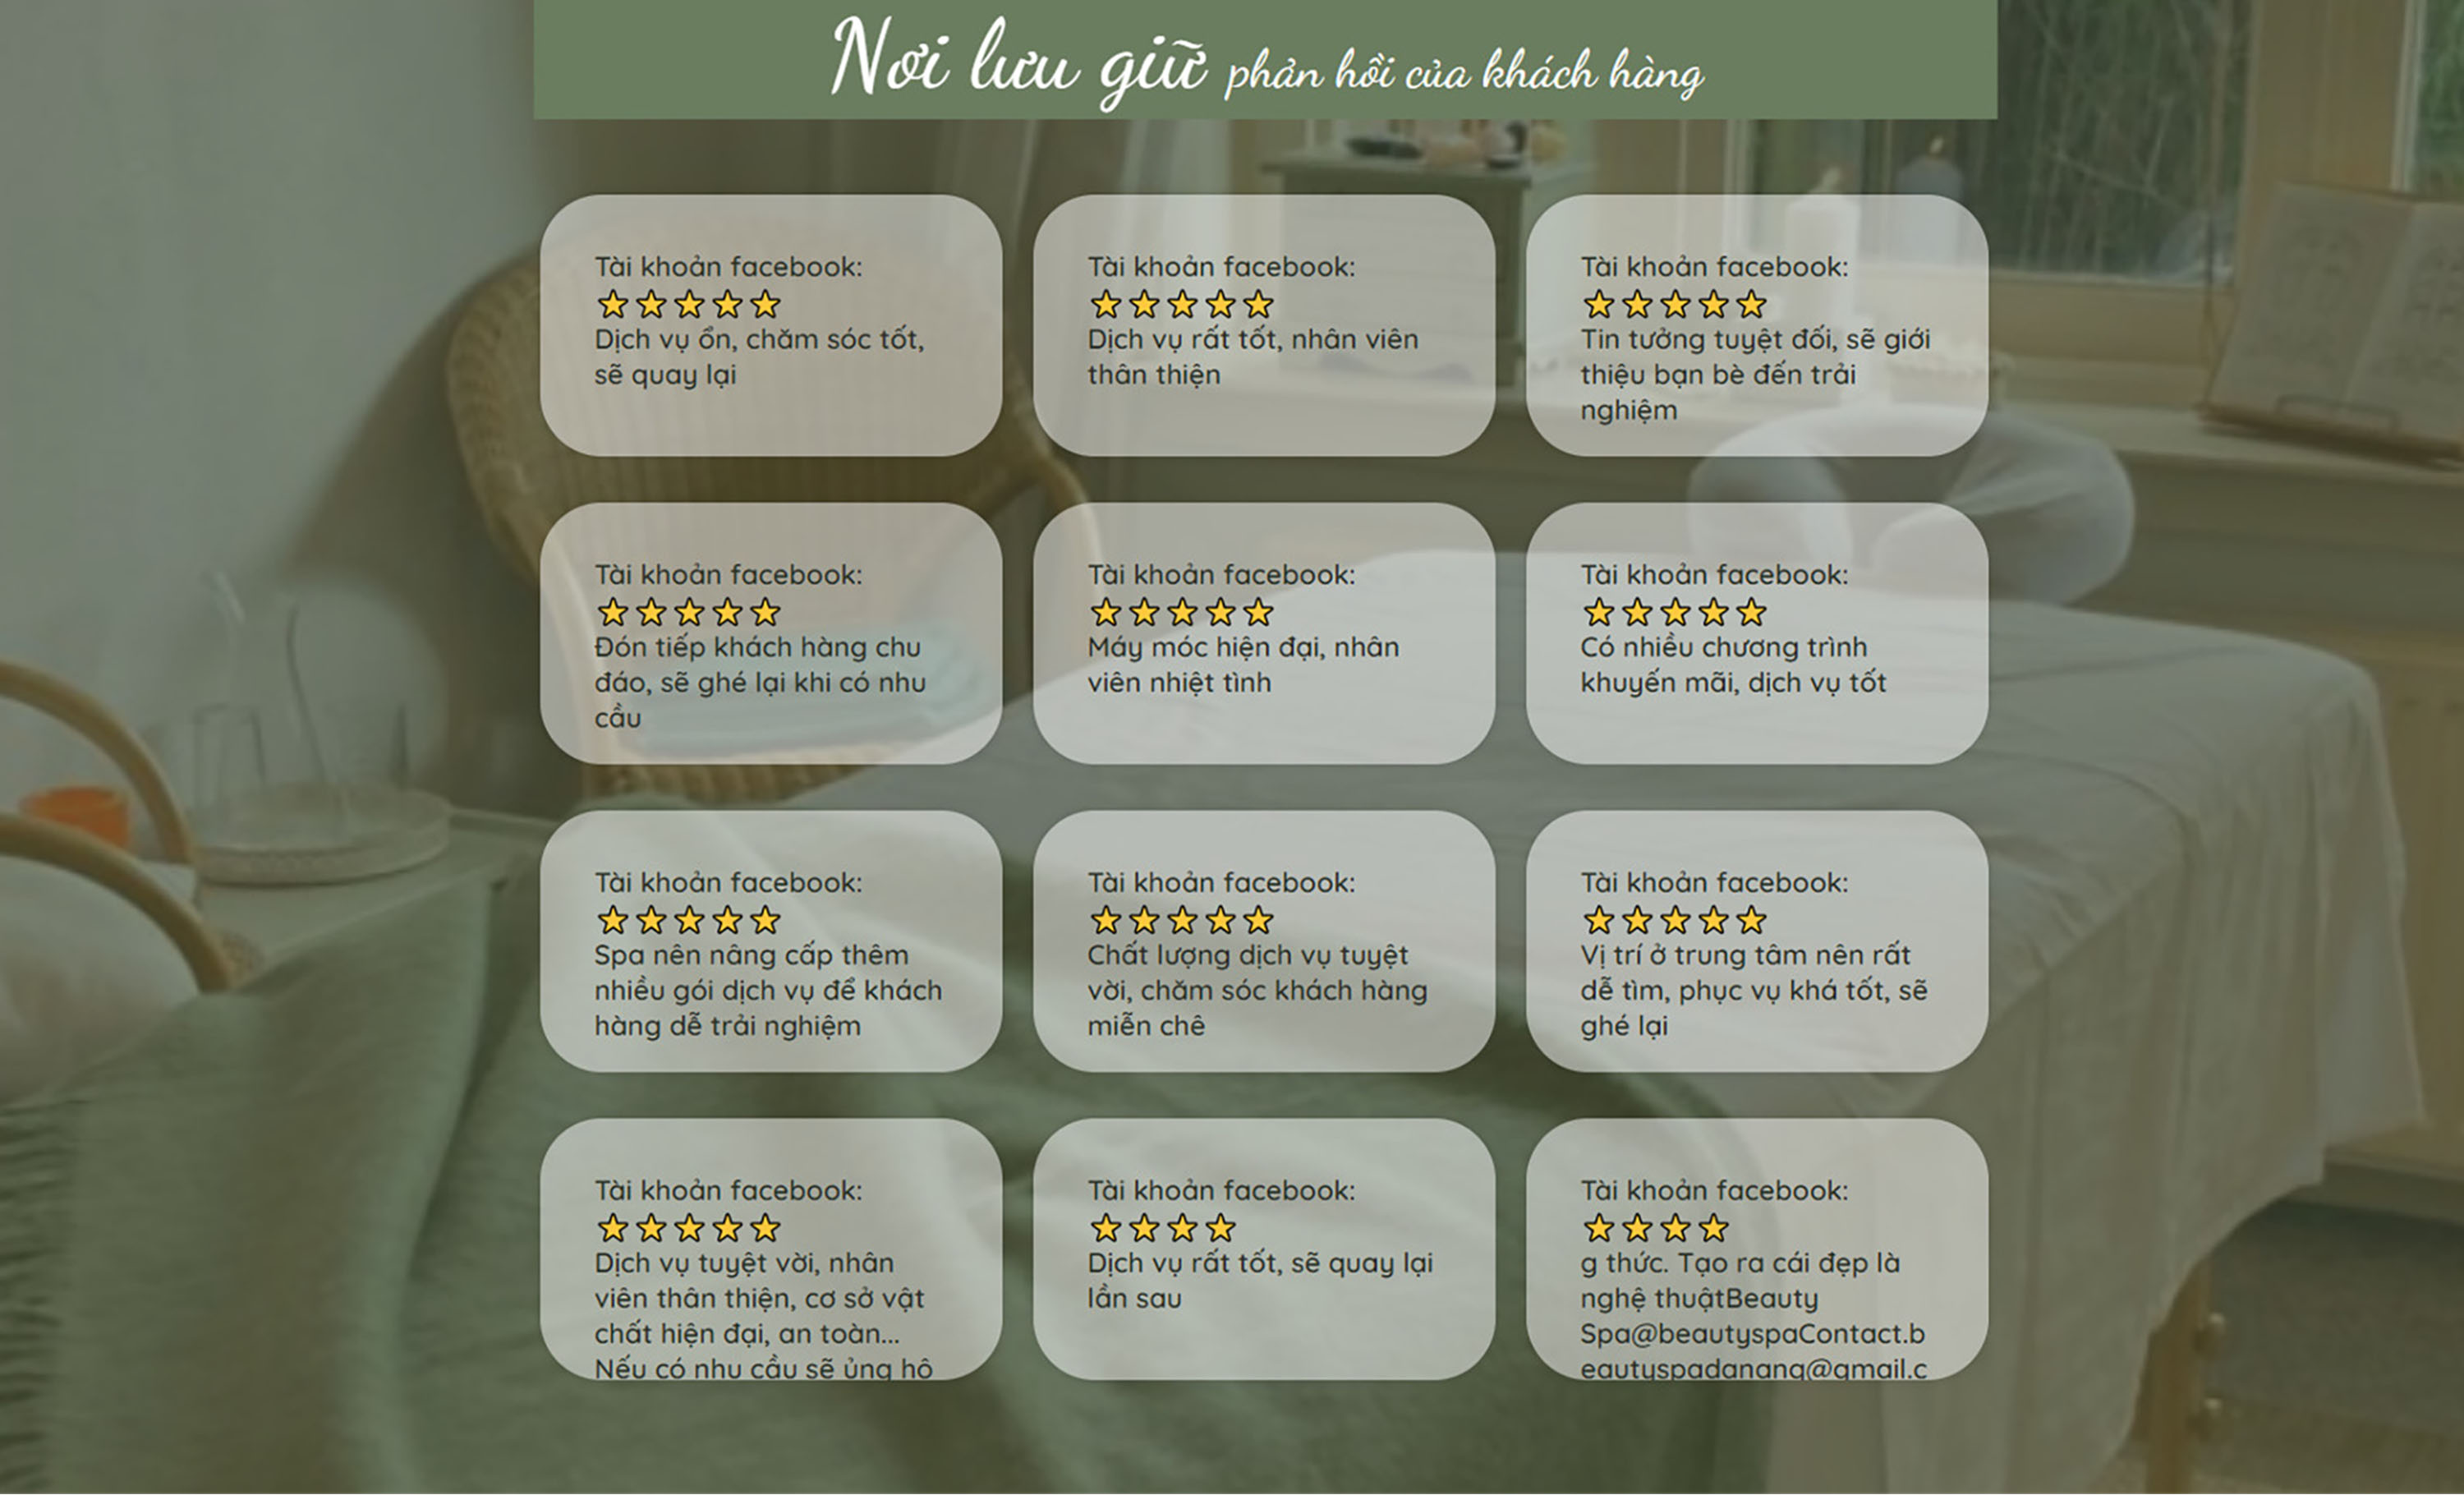 Nơi lưu giữ phản hồi của khách hàng
Tài khoản facebook:
Dịch vụ ổn, chăm sóc tốt,
sẽ quay lại
Tài khoản facebook:
Dịch vụ rất tốt, nhân viên
thân thiện
Tài khoản facebook:
Tin tưởng tuyệt đối, sẽ giới
thiệu bạn bè đến trải
nghiệm
Tài khoản facebook:
Đón tiếp khách hàng chu
đáo, sẽ ghé lại khi có nhu
cầu
Tài khoản facebook:
Máy móc hiện đại, nhân
viên nhiệt tình
Tài khoản facebook:
Có nhiều chương trình
khuyến mãi, dịch vụ tốt
Tài khoản facebook:
Spa nên nâng cấp thêm
nhiều gói dịch vụ để khách
hàng dễ trải nghiệm
Tài khoản facebook:
Chất lượng dịch vụ tuyệt
vời, chăm sóc khách hàng
miễn chê
Tài khoản facebook:
Vị trí ở trung tâm nên rất
dễ tìm, phục vụ khá tốt, sẽ
ghé lại
Tài khoản facebook:
Dịch vụ tuyệt vời, nhân
viên thân thiện, cơ sở vật
chất hiện đại, an toàn...
Nếu có nhu cầu sẽ ủng hộ
Tài khoản facebook:
Dịch vụ rất tốt, sẽ quay lại
lần sau
Tài khoản facebook:
g thức. Tạo ra cái đẹp là
nghệ thuậtBeauty
Spa@beautyspaContact.b
eautyspadanang@gmail.c